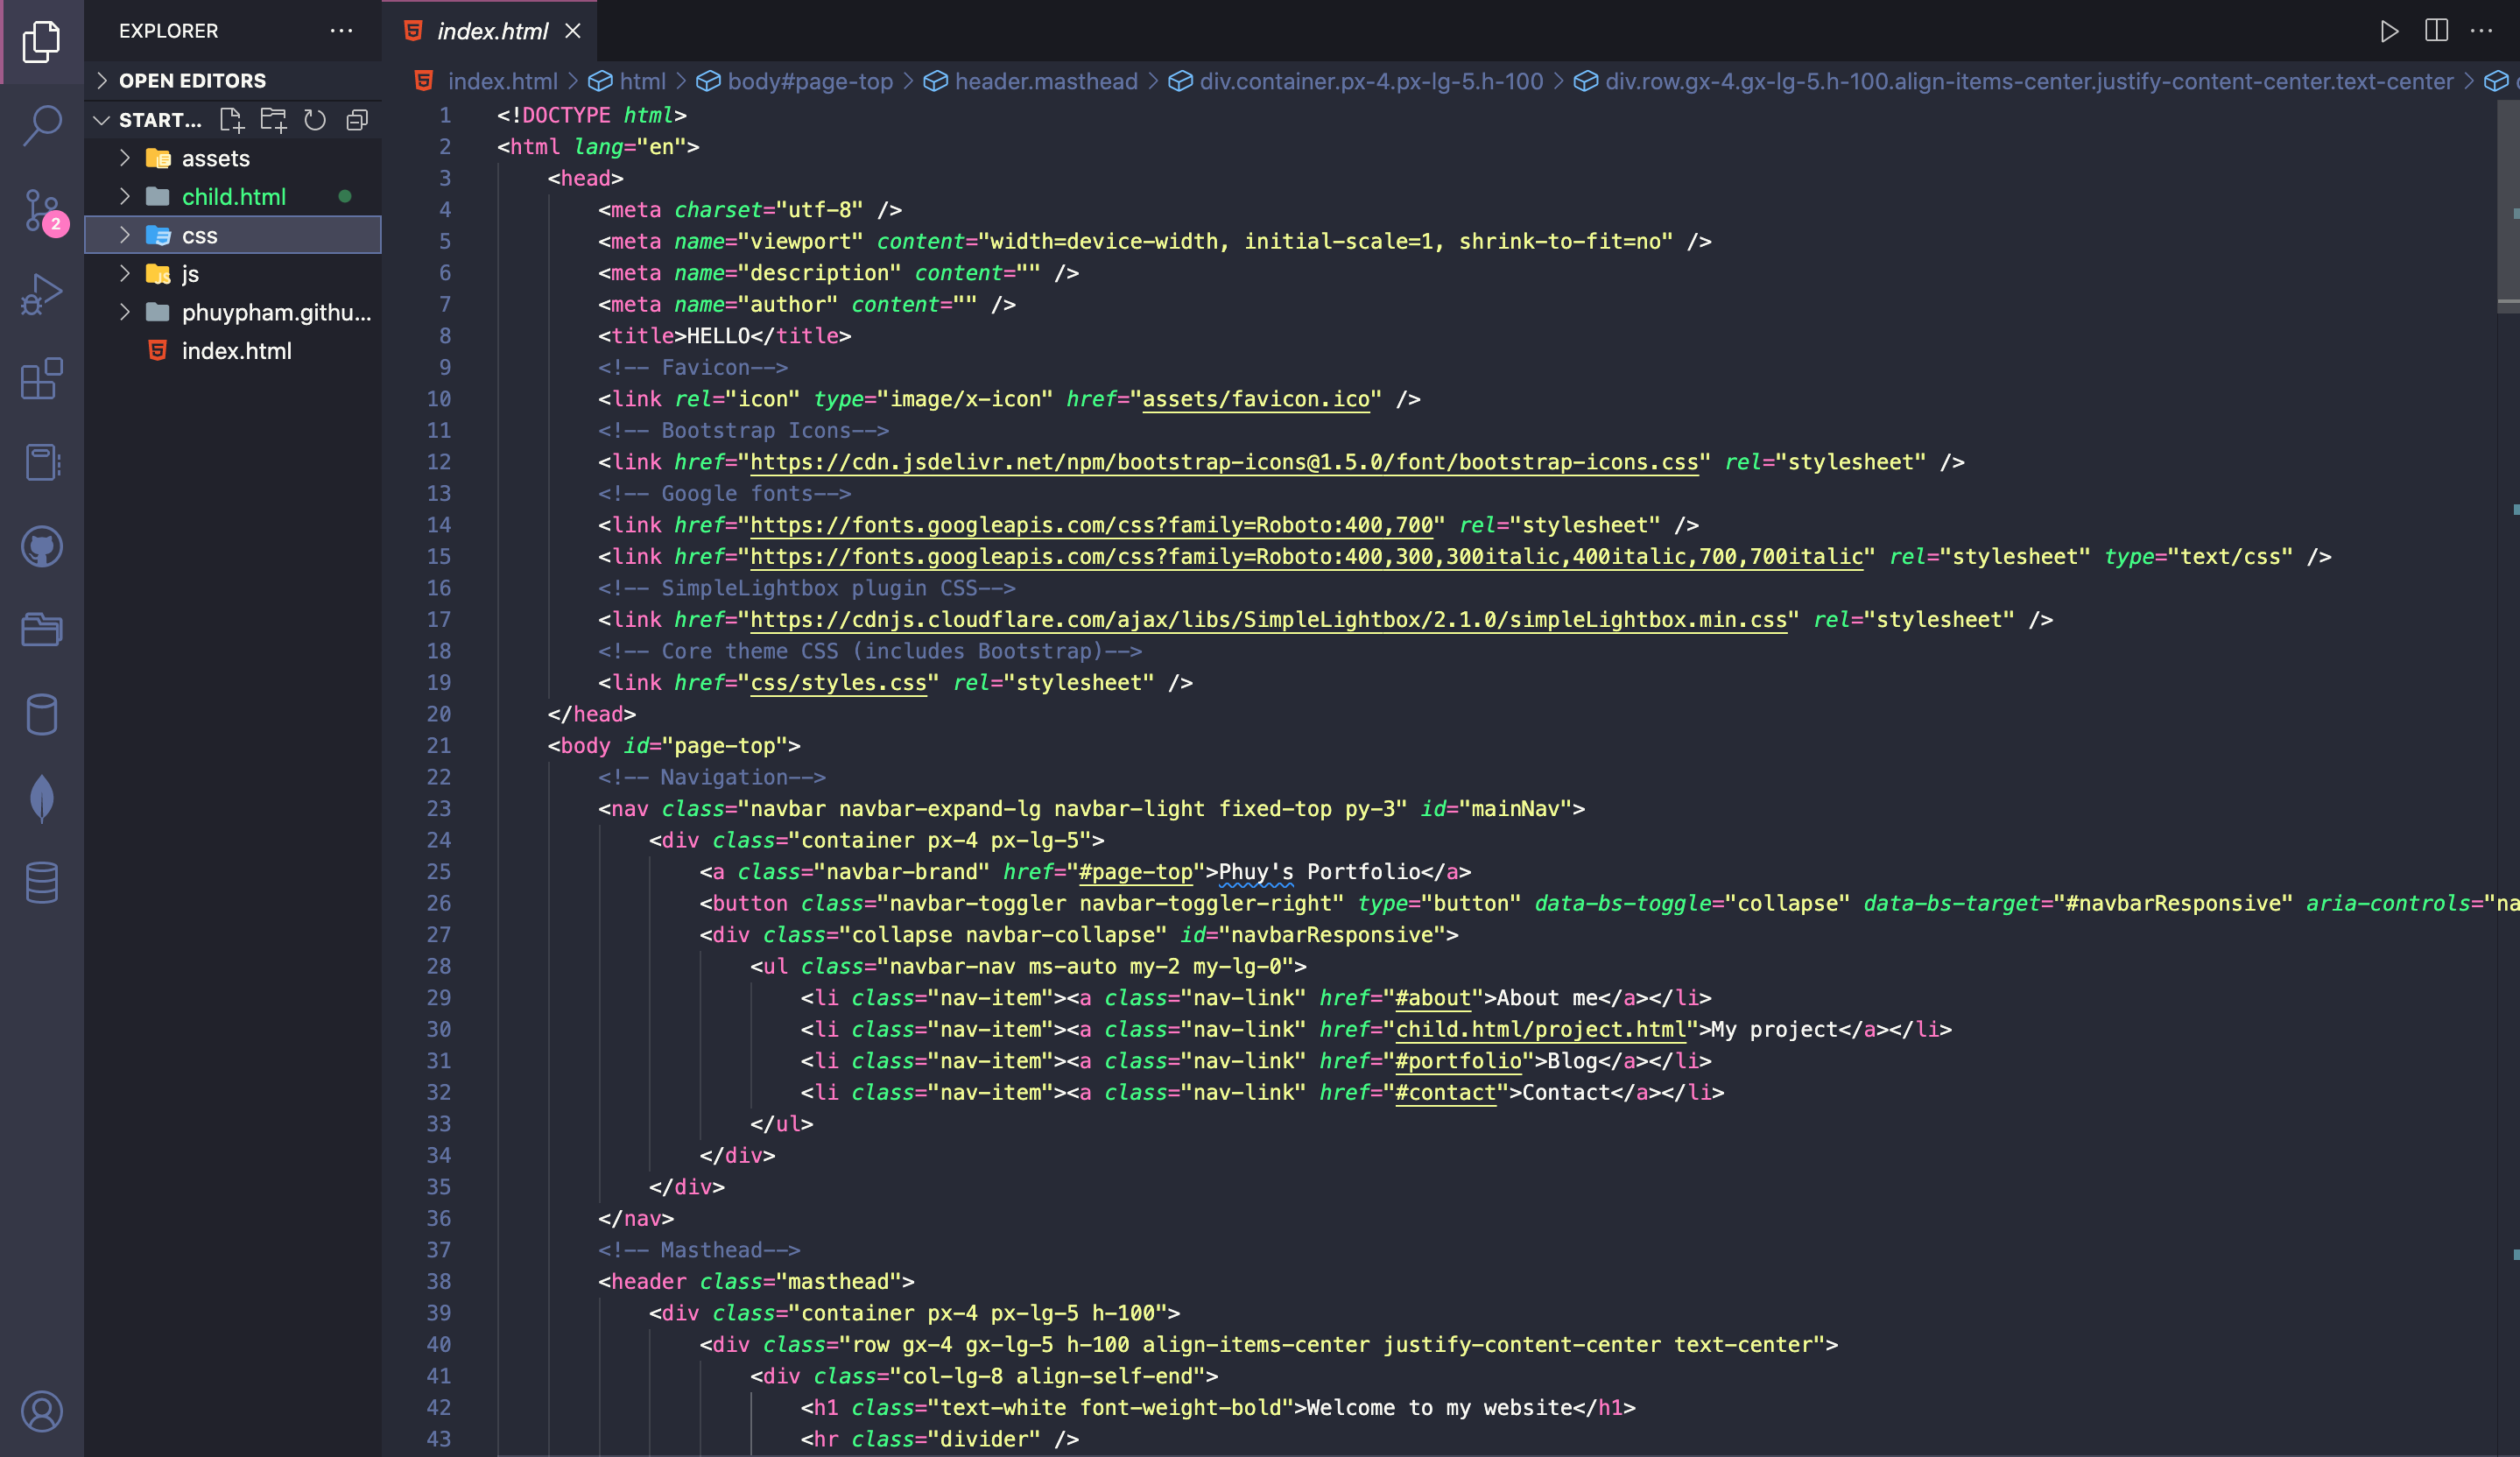 EXPLORER
index.html
OPEN EDITORS
START...
assets
child.html
css
js
phuypham.githu...
index.html
2
index.html > html > body#page-top > header.masthead > div.container.px-4.px-lg-5.h-100 > div.row.gx-4.gx-lg-5.h-100.align-items-center.justify-content-center.text-center >
1 <!DOCTYPE html>
2 <html lang="en">
3 <head>
4 <meta charset="utf-8" />
5 <meta name="viewport" content="width=device-width, initial-scale=1, shrink-to-fit=no" />
6 <meta name="description" content="" />
7 <meta name="author" content="" />
8 <title>HELLO</title>
9 <!-- Favicon-->
10 <link rel="icon" type="image/x-icon" href="assets/favicon.ico" />
11 <!-- Bootstrap Icons-->
12 <link href="https://cdn.jsdelivr.net/npm/bootstrap-icons@1.5.0/font/bootstrap-icons.css" rel="stylesheet" />
13 <!-- Google fonts-->
14 <link href="https://fonts.googleapis.com/css?family=Roboto:400,700" rel="stylesheet" />
15 <link href="https://fonts.googleapis.com/css?family=Roboto:400,300,300italic,400italic,700,700italic" rel="stylesheet" type="text/css" />
16 <!-- SimpleLightbox plugin CSS-->
17 <link href="https://cdnjs.cloudflare.com/ajax/libs/SimpleLightbox/2.1.0/simpleLightbox.min.css" rel="stylesheet" />
18 <!-- Core theme CSS (includes Bootstrap)-->
19 <link href="css/styles.css" rel="stylesheet" />
20 </head>
21 <body id="page-top">
22 <!-- Navigation-->
23 <nav class="navbar navbar-expand-lg navbar-light fixed-top py-3" id="mainNav">
24 <div class="container px-4 px-lg-5">
25 <a class="navbar-brand" href="#page-top">Phuy's Portfolio</a>
26 <button class="navbar-toggler navbar-toggler-right" type="button" data-bs-toggle="collapse" data-bs-target="#navbarResponsive" aria-controls="na
27 <div class="collapse navbar-collapse" id="navbarResponsive">
28 <ul class="navbar-nav ms-auto my-2 my-lg-0">
29 <li class="nav-item"><a class="nav-link" href="#about">About me</a></li>
30 <li class="nav-item"><a class="nav-link" href="child.html/project.html">My project</a></li>
31 <li class="nav-item"><a class="nav-link" href="#portfolio">Blog</a></li>
32 <li class="nav-item"><a class="nav-link" href="#contact">Contact</a></li>
33 </ul>
34 </div>
35 </div>
36 </nav>
37 <!-- Masthead-->
38 <header class="masthead">
39 <div class="container px-4 px-lg-5 h-100">
40 <div class="row gx-4 gx-lg-5 h-100 align-items-center justify-content-center text-center">
41 <div class="col-lg-8 align-self-end">
42 <h1 class="text-white font-weight-bold">Welcome to my website</h1>
43 <hr class="divider" />